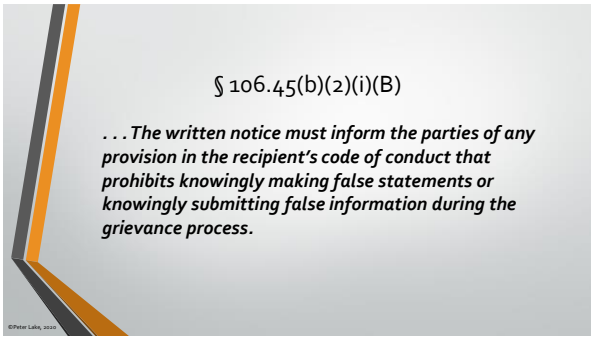 § 106.45(b)(2)(i)(B)
. . . The written notice must inform the parties of any
provision in the recipient's code of conduct that
prohibits knowingly making false statements or
knowingly submitting false information during the
grievance process.
©Peter Lake, 2020